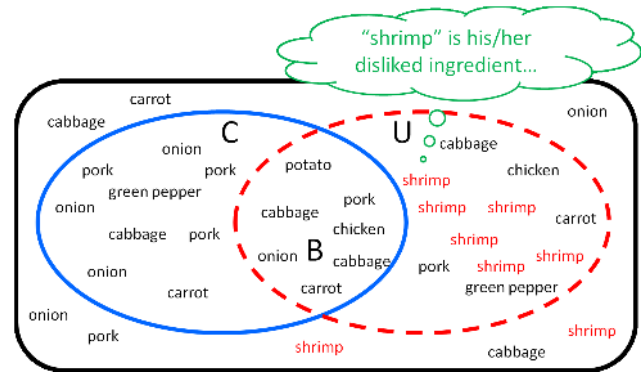 “shrimp” is his/her
disliked ingredient...
carrot
onion
cabbage
C
U
onion
cabbage
pork
pork
potato
chicken
green pepper
shrimp
onion
pork
shrimp
shrimp
cabbage
carrot
cabbage
pork
chicken
shrimp
onion
B
cabbage
shrimp
onion
pork
shrimp
carrot
carrot
green pepper
onion
pork
shrimp
shrimp
cabbage